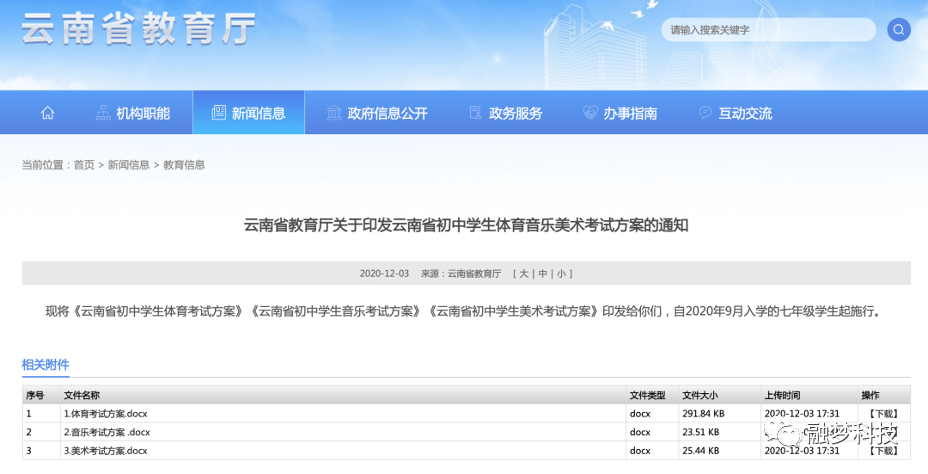 云南省教育厅
请输入搜索关键字
机构职能 新闻信息 政府信息公开 政务服务 办事指南 互动交流
当前位置：首页 > 新闻信息 > 教育信息
云南省教育厅关于印发云南省初中学生体育音乐美术考试方案的通知
2020-12-03 来源：云南省教育厅 [ 大 | 中 | 小 ]
现将《云南省初中学生体育考试方案》《云南省初中学生音乐考试方案》《云南省初中学生美术考试方案》印发给你们，自2020年9月入学的七年级学生起施行。
相关附件
序号 文件名称 文件类型 文件大小 上传时间 操作
1 1.体育考试方案.docx docx 291.84 KB 2020-12-03 17:31 【下载】
2 2.音乐考试方案 .docx docx 23.51 KB
3 3.美术考试方案.docx docx 25.44 KB 2020-12-03 17:31 【下载】
融梦科技